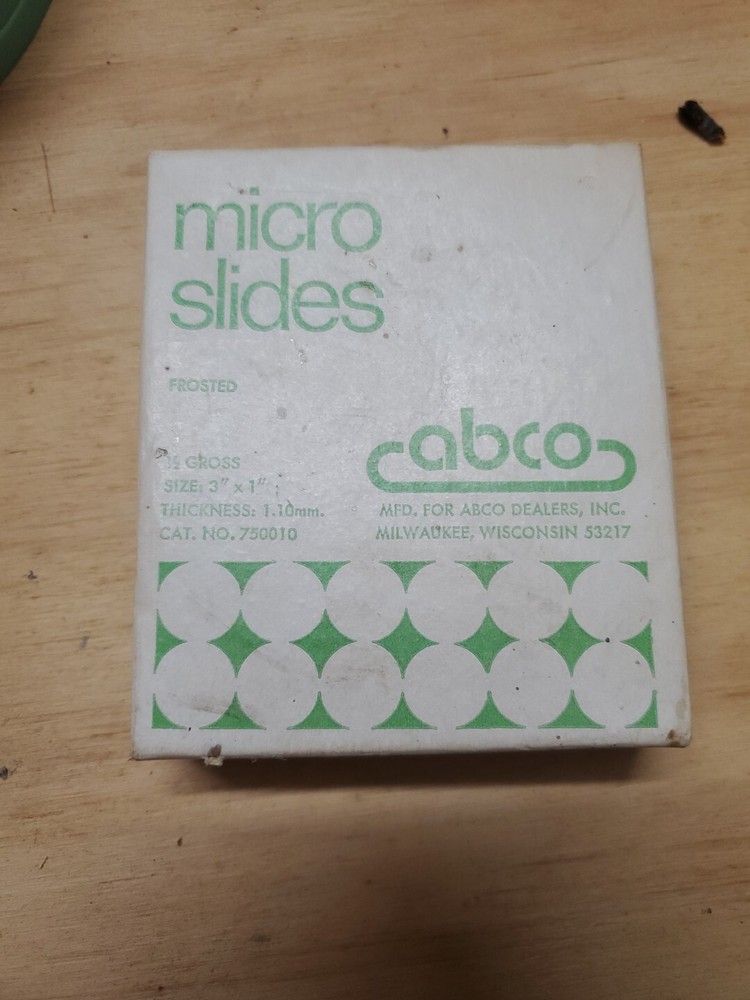 micro
slides
FROSTED
½ GROSS
SIZE: 3" x 1"
THICKNESS: 1.10mm.
CAT. NO. 750010
abco
MFD. FOR ABCO DEALERS, INC.
MILWAUKEE, WISCONSIN 53217